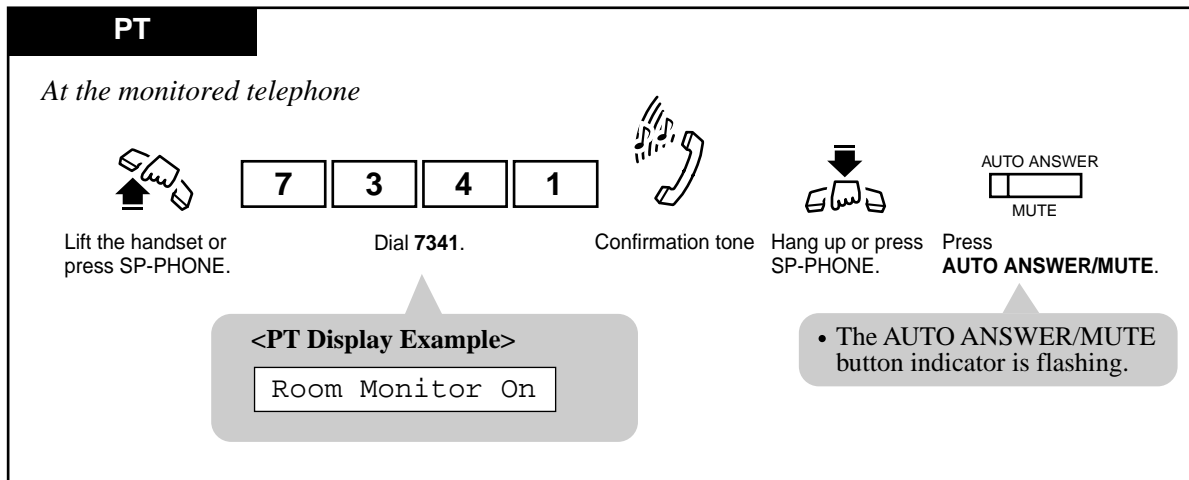 PT
At the monitored telephone
7 3 4 1
AUTO ANSWER
MUTE
Lift the handset or
press SP-PHONE.
Dial 7341.
Confirmation tone
Hang up or press
SP-PHONE.
Press
AUTO ANSWER/MUTE.
<PT Display Example>
Room Monitor On
• The AUTO ANSWER/MUTE
button indicator is flashing.